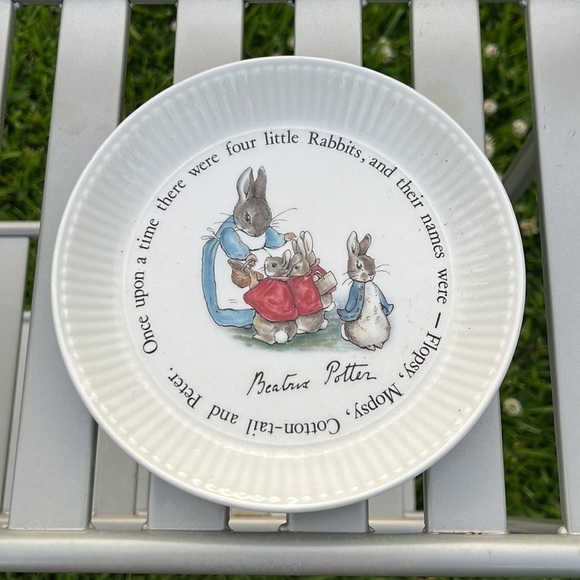 Once upon a time there were four little Rabbits, and their names were — Flopsy, Mopsy, Cotton-tail and Peter.
Beatrix Potter